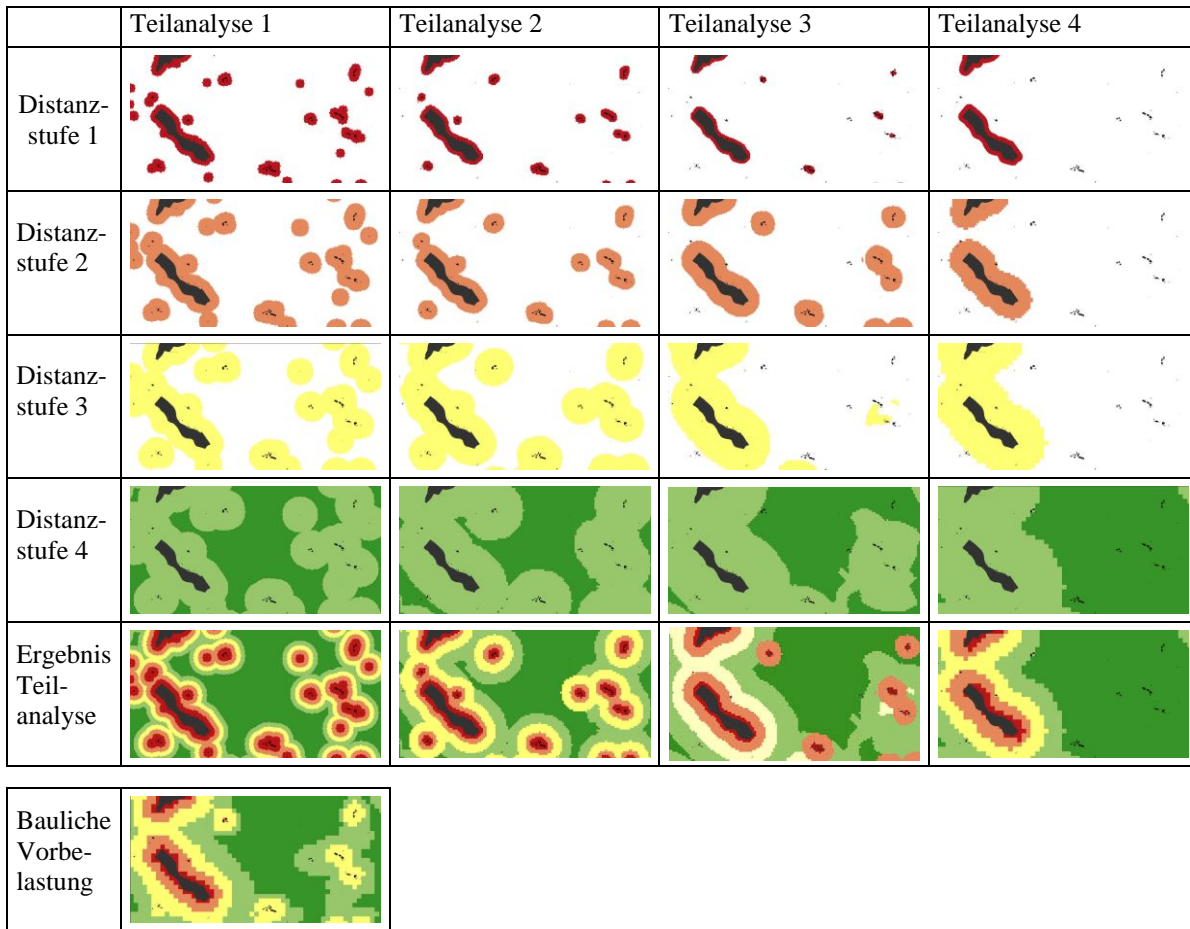 Teilanalyse 1
Teilanalyse 2
Teilanalyse 3
Teilanalyse 4
Distanz-
stufe 1
Distanz-
stufe 2
Distanz-
stufe 3
Distanz-
stufe 4
Ergebnis
Teil-
analyse
Bauliche
Vorbe-
lastung